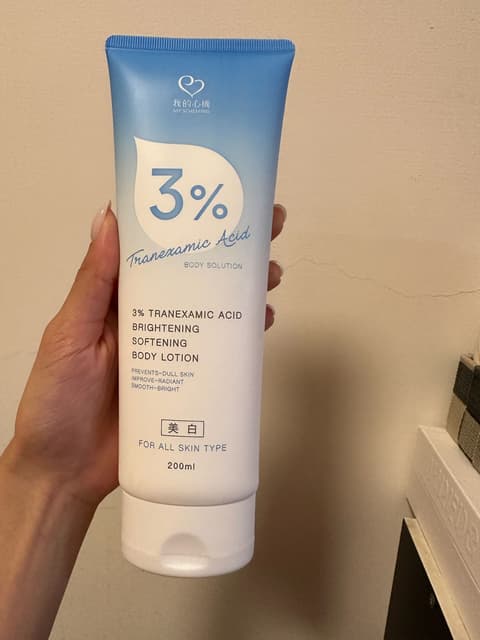 我的心機
MY SCHEMING
3%
Tranexamic Acid
BODY SOLUTION
3% TRANEXAMIC ACID
BRIGHTENING
SOFTENING
BODY LOTION
PREVENTS-DULL SKIN
IMPROVE-RADIANT
SMOOTH-BRIGHT
美白
FOR ALL SKIN TYPE
200ml